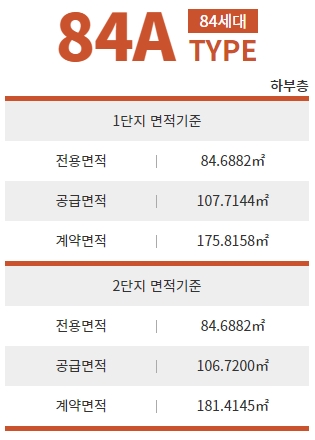 84A 84세대
TYPE
하부층
1단지 면적기준
전용면적 | 84.6882㎡
공급면적 | 107.7144㎡
계약면적 | 175.8158㎡
2단지 면적기준
전용면적 | 84.6882㎡
공급면적 | 106.7200㎡
계약면적 | 181.4145㎡